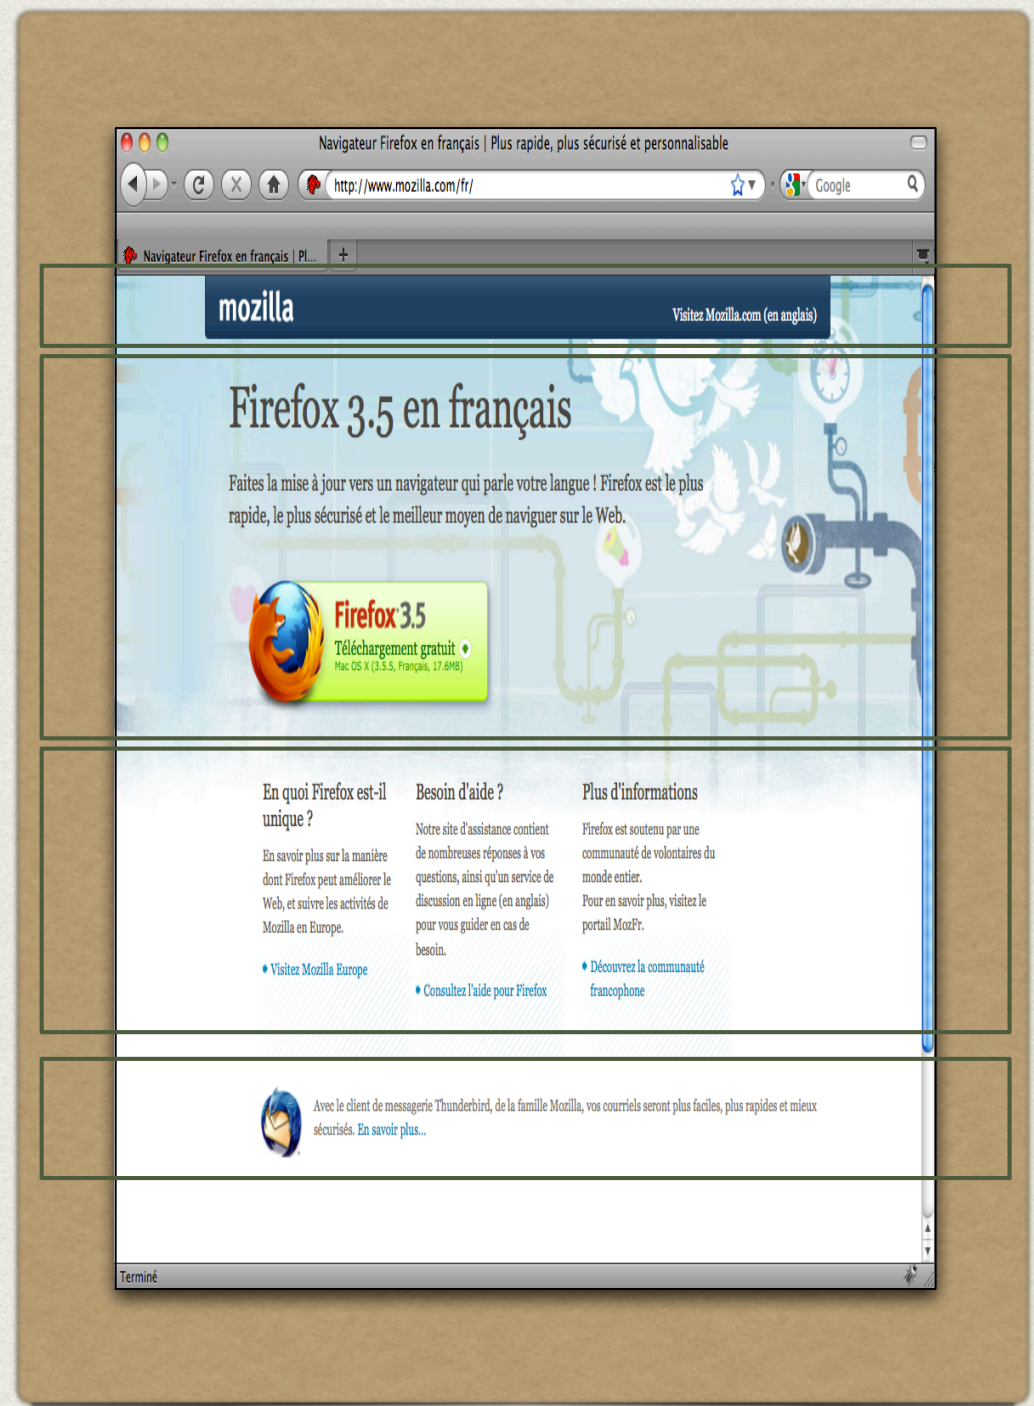 Navigateur Firefox en français | Plus rapide, plus sécurisé et personnalisable
http://www.mozilla.com/fr/
Google
Navigateur Firefox en français | Pl...
mozilla
Visitez Mozilla.com (en anglais)
Firefox 3.5 en français
Faites la mise à jour vers un navigateur qui parle votre langue ! Firefox est le plus
rapide, le plus sécurisé et le meilleur moyen de naviguer sur le Web.
Firefox 3.5
Téléchargement gratuit
Mac OS X (3.5.5, Français, 17.6MB)
En quoi Firefox est-il
unique ?
En savoir plus sur la manière
dont Firefox peut améliorer le
Web, et suivre les activités de
Mozilla en Europe.
Visitez Mozilla Europe
Besoin d'aide ?
Notre site d'assistance contient
de nombreuses réponses à vos
questions, ainsi qu'un service de
discussion en ligne (en anglais)
pour vous guider en cas de
besoin.
Consultez l'aide pour Firefox
Plus d'informations
Firefox est soutenu par une
communauté de volontaires du
monde entier.
Pour en savoir plus, visitez le
portail MozFr.
Découvrez la communauté
francophone
Avec le client de messagerie Thunderbird, de la famille Mozilla, vos courriels seront plus faciles, plus rapides et mieux
sécurisés. En savoir plus...
Terminé